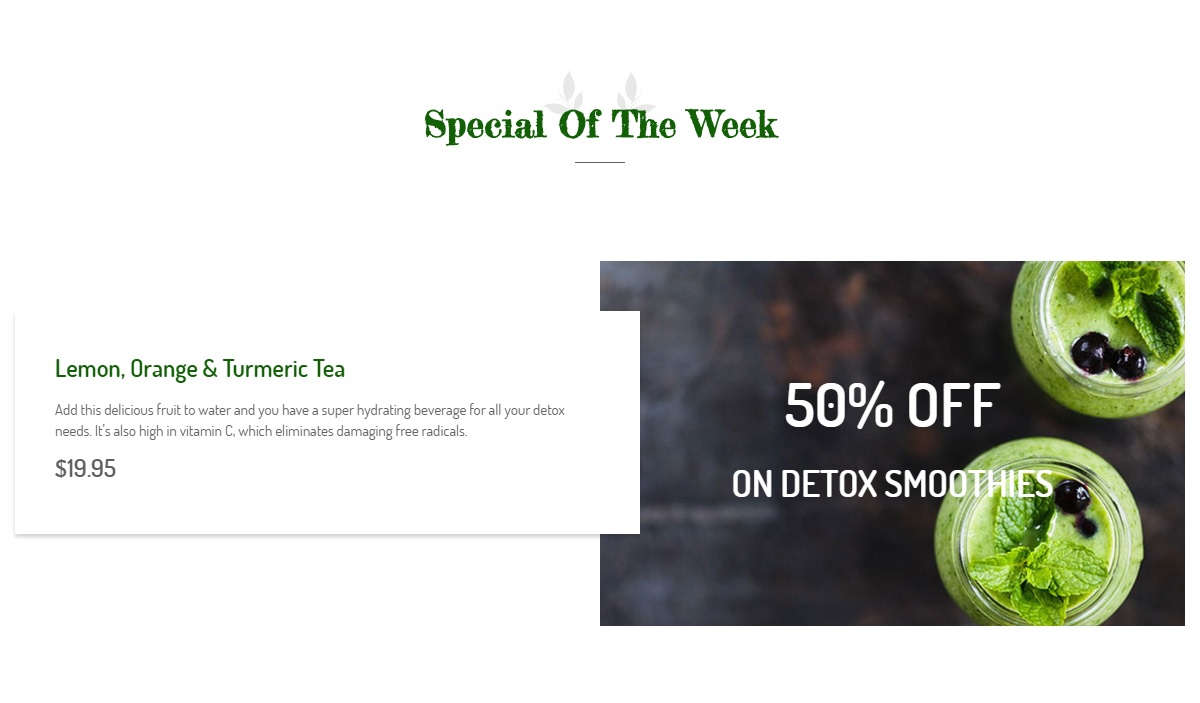 Special Of The Week
Lemon, Orange & Turmeric Tea
Add this delicious fruit to water and you have a super hydrating beverage for all your detox
needs. It's also high in vitamin C, which eliminates damaging free radicals.
$19.95
50% OFF
ON DETOX SMOOTHIES